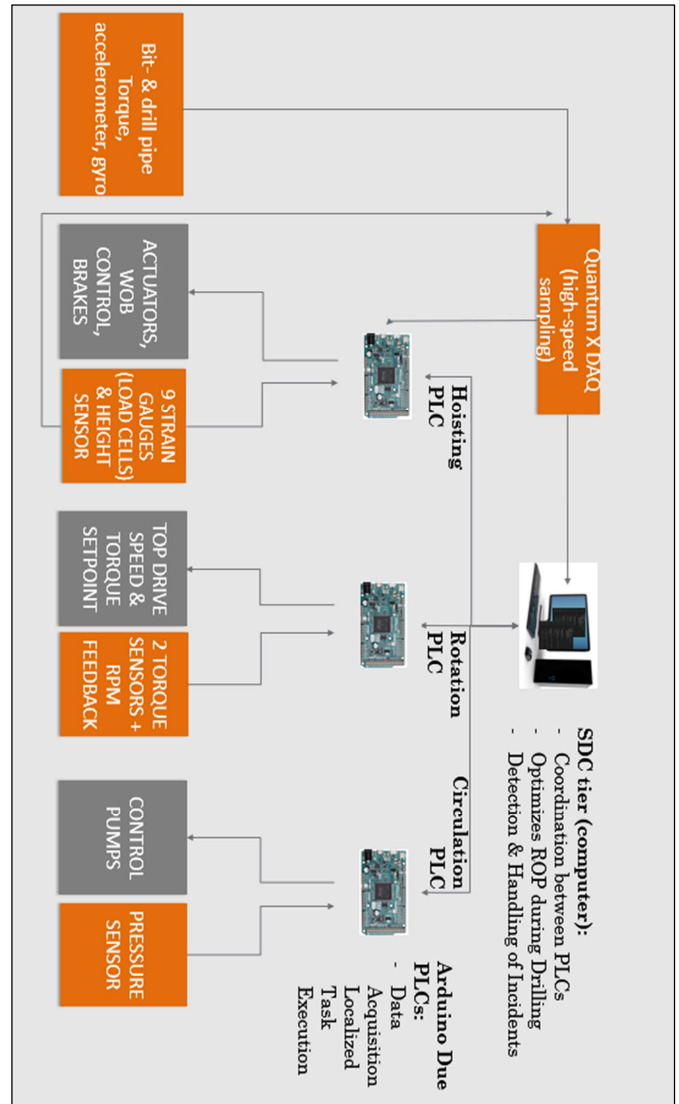 SDC tier (computer):
- Coordination between PLCs
- Optimizes ROP during Drilling
- Detection & Handling of Incidents
Quantum X DAQ
(high-speed
sampling)
Hoisting
PLC
Rotation
PLC
Circulation
PLC
Arduino Due
PLCs:
- Data
Acquisition
Localized
Task
Execution
Bit- & drill pipe
Torque,
accelerometer, gyro
ACTUATORS,
WOB
CONTROL,
BRAKES
9 STRAIN
GAUGES
(LOAD CELLS)
& HEIGHT
SENSOR
TOP DRIVE
SPEED &
TORQUE
SETPOINT
2 TORQUE
SENSORS +
RPM
FEEDBACK
CONTROL
PUMPS
PRESSURE
SENSOR